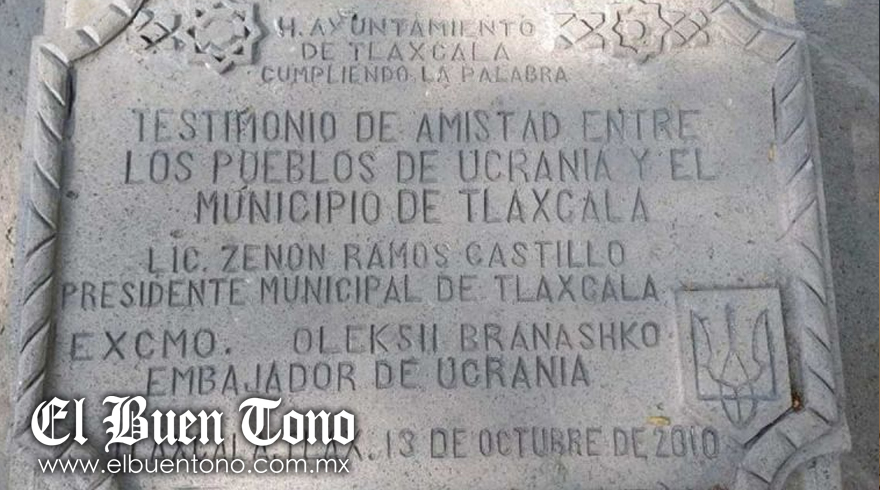 H. AYUNTAMIENTO
DE TLAXCALA
CUMPLIENDO LA PALABRA
TESTIMONIO DE AMISTAD ENTRE
LOS PUEBLOS DE UCRANIA Y EL
MUNICIPIO DE TLAXCALA
LIC. ZENON RAMOS CASTILLO
PRESIDENTE MUNICIPAL DE TLAXCALA
EXCMO. OLEKSII BRANASHKO
EMBAJADOR DE UCRANIA
TLAXCALA, TLAX. 13 DE OCTUBRE DE 2010
El Buen Tono
www.elbuentono.com.mx